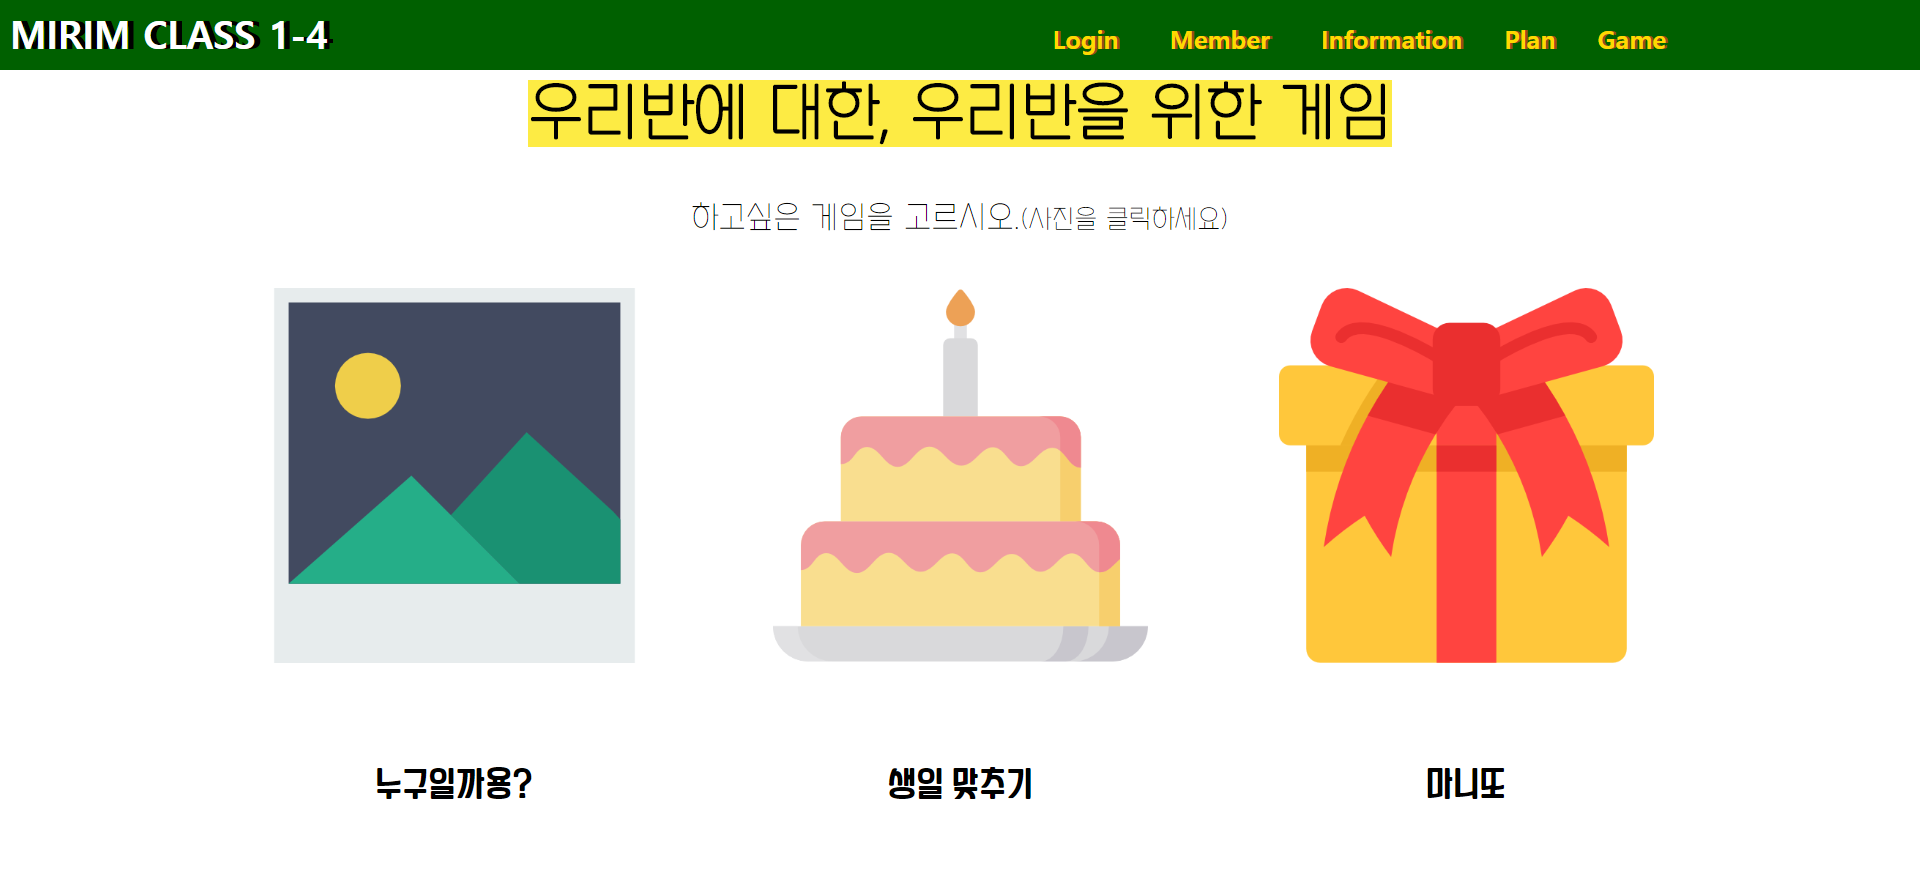 MIRIM CLASS 1-4
Login Member Information Plan Game
우리반에 대한, 우리반을 위한 게임
하고싶은 게임을 고르시오.(사진을 클릭하세요)
누구일까용? 생일 맞추기 마니또